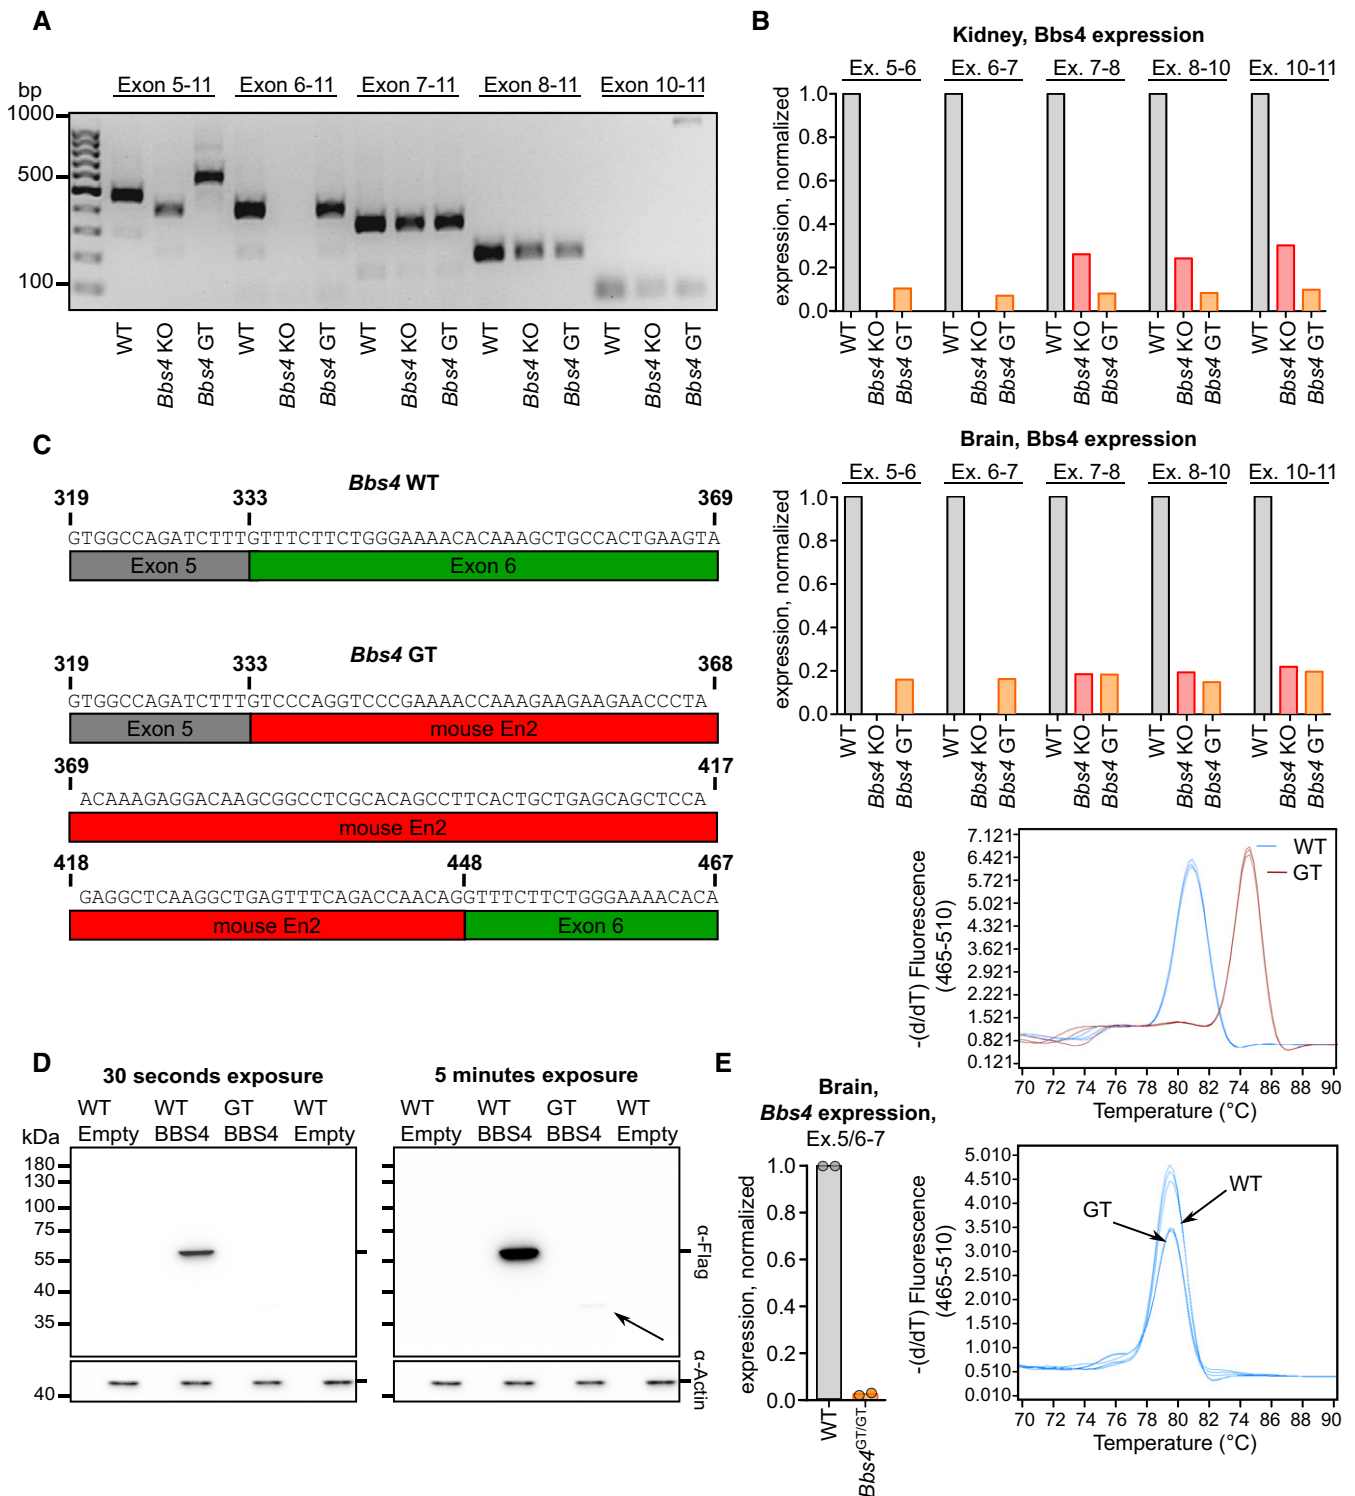 A
bp
Exon 5-11 Exon 6-11 Exon 7-11 Exon 8-11 Exon 10-11
1000
500
100
WT Bbs4 KO Bbs4 GT WT Bbs4 KO Bbs4 GT WT Bbs4 KO Bbs4 GT WT Bbs4 KO Bbs4 GT WT Bbs4 KO Bbs4 GT
B
Kidney, Bbs4 expression
Ex. 5-6 Ex. 6-7 Ex. 7-8 Ex. 8-10 Ex. 10-11
expression, normalized
1.0
0.8
0.6
0.4
0.2
0.0
WT Bbs4 KO Bbs4 GT WT Bbs4 KO Bbs4 GT WT Bbs4 KO Bbs4 GT WT Bbs4 KO Bbs4 GT WT Bbs4 KO Bbs4 GT
Brain, Bbs4 expression
Ex. 5-6 Ex. 6-7 Ex. 7-8 Ex. 8-10 Ex. 10-11
expression, normalized
1.0
0.8
0.6
0.4
0.2
0.0
WT Bbs4 KO Bbs4 GT WT Bbs4 KO Bbs4 GT WT Bbs4 KO Bbs4 GT WT Bbs4 KO Bbs4 GT WT Bbs4 KO Bbs4 GT
C
Bbs4 WT
319 333 369
GTGGCCAGATCTTTGTTTCTTCTGGGAAAACACAAAGCTGCCACTGAAGTA
Exon 5 Exon 6
Bbs4 GT
319 333 368
GTGGCCAGATCTTTGTCCCAGGTCCCGAAAACCAAAGAAGAAGAACCCTA
Exon 5 mouse En2
369 417
ACAAAGAGGACAAGCGGCCTCGCACAGCCTTCACTGCTGAGCAGCTCCA
mouse En2
418 448 467
GAGGCTCAAGGCTGAGTTTCAGACCAACAGGTTTCTTCTGGGAAAACACA
mouse En2 Exon 6
D
30 seconds exposure 5 minutes exposure
WT WT GT WT WT WT GT WT
kDa Empty BBS4 BBS4 Empty Empty BBS4 BBS4 Empty
180
130
100
75
55
40
35
40
α-Flag
α-Actin
E
Brain,
Bbs4 expression,
Ex.5/6-7
expression, normalized
1.0
0.8
0.6
0.4
0.2
0.0
WT Bbs4GT/GT
-(d/dT) Fluorescence
(465-510)
7.121
6.421
5.721
5.021
4.321
3.621
2.921
2.221
1.521
0.821
0.121
WT
GT
70 72 74 76 78 80 82 84 86 88 90
Temperature (°C)
-(d/dT) Fluorescence
(465-510)
5.010
4.510
4.010
3.510
3.010
2.510
2.010
1.510
1.010
0.510
0.010
GT WT
70 72 74 76 78 80 82 84 86 88 90
Temperature (°C)